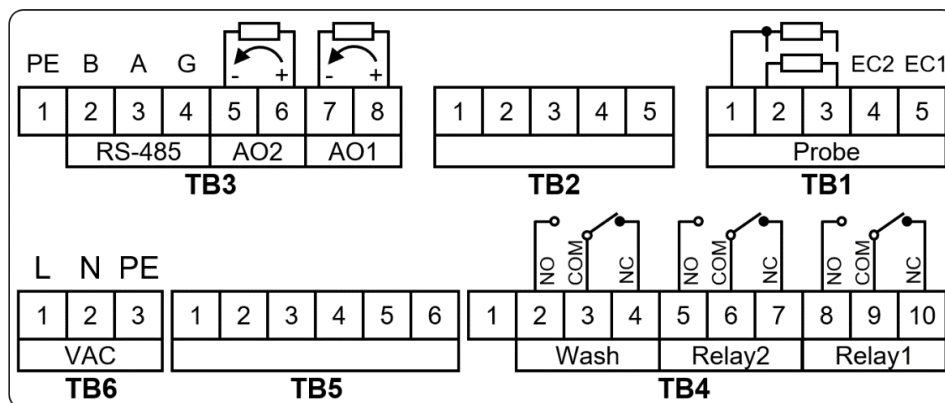 PE B A G - + - + EC2 EC1
1 2 3 4 5 6 7 8 1 2 3 4 5 1 2 3 4 5
RS-485 AO2 AO1 Probe
TB3 TB2 TB1
L N PE NO COM NC NO COM NC NO COM NC
1 2 3 1 2 3 4 5 6 1 2 3 4 5 6 7 8 9 10
VAC Wash Relay2 Relay1
TB6 TB5 TB4